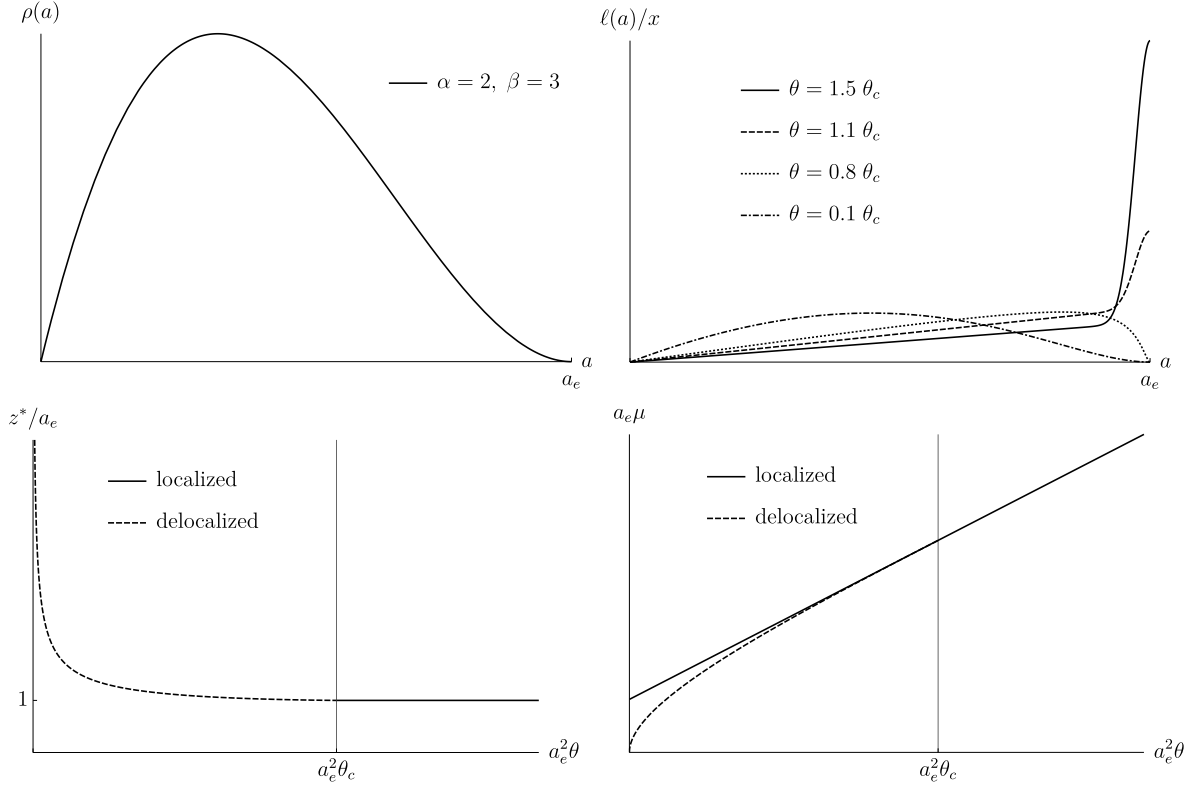 ρ(a)
α = 2, β = 3
a
a_e
ℓ(a)/x
θ = 1.5 θ_c
θ = 1.1 θ_c
θ = 0.8 θ_c
θ = 0.1 θ_c
a
a_e
z*/a_e
localized
delocalized
1
a_e^2θ_c
a_e^2θ
a_eμ
localized
delocalized
a_e^2θ_c
a_e^2θ